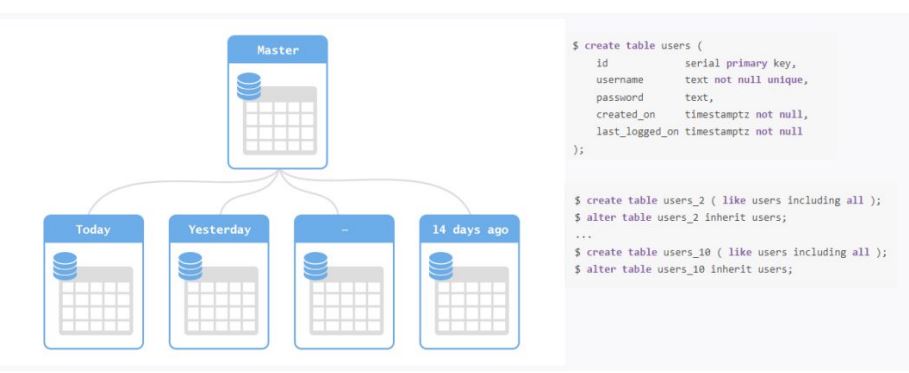 Master
Today
Yesterday
–
14 days ago
$ create table users (
    id            serial primary key,
    username      text not null unique,
    password      text,
    created_on    timestamptz not null,
    last_logged_on timestamptz not null
);
$ create table users_2 ( like users including all );
$ alter table users_2 inherit users;
...
$ create table users_10 ( like users including all );
$ alter table users_10 inherit users;